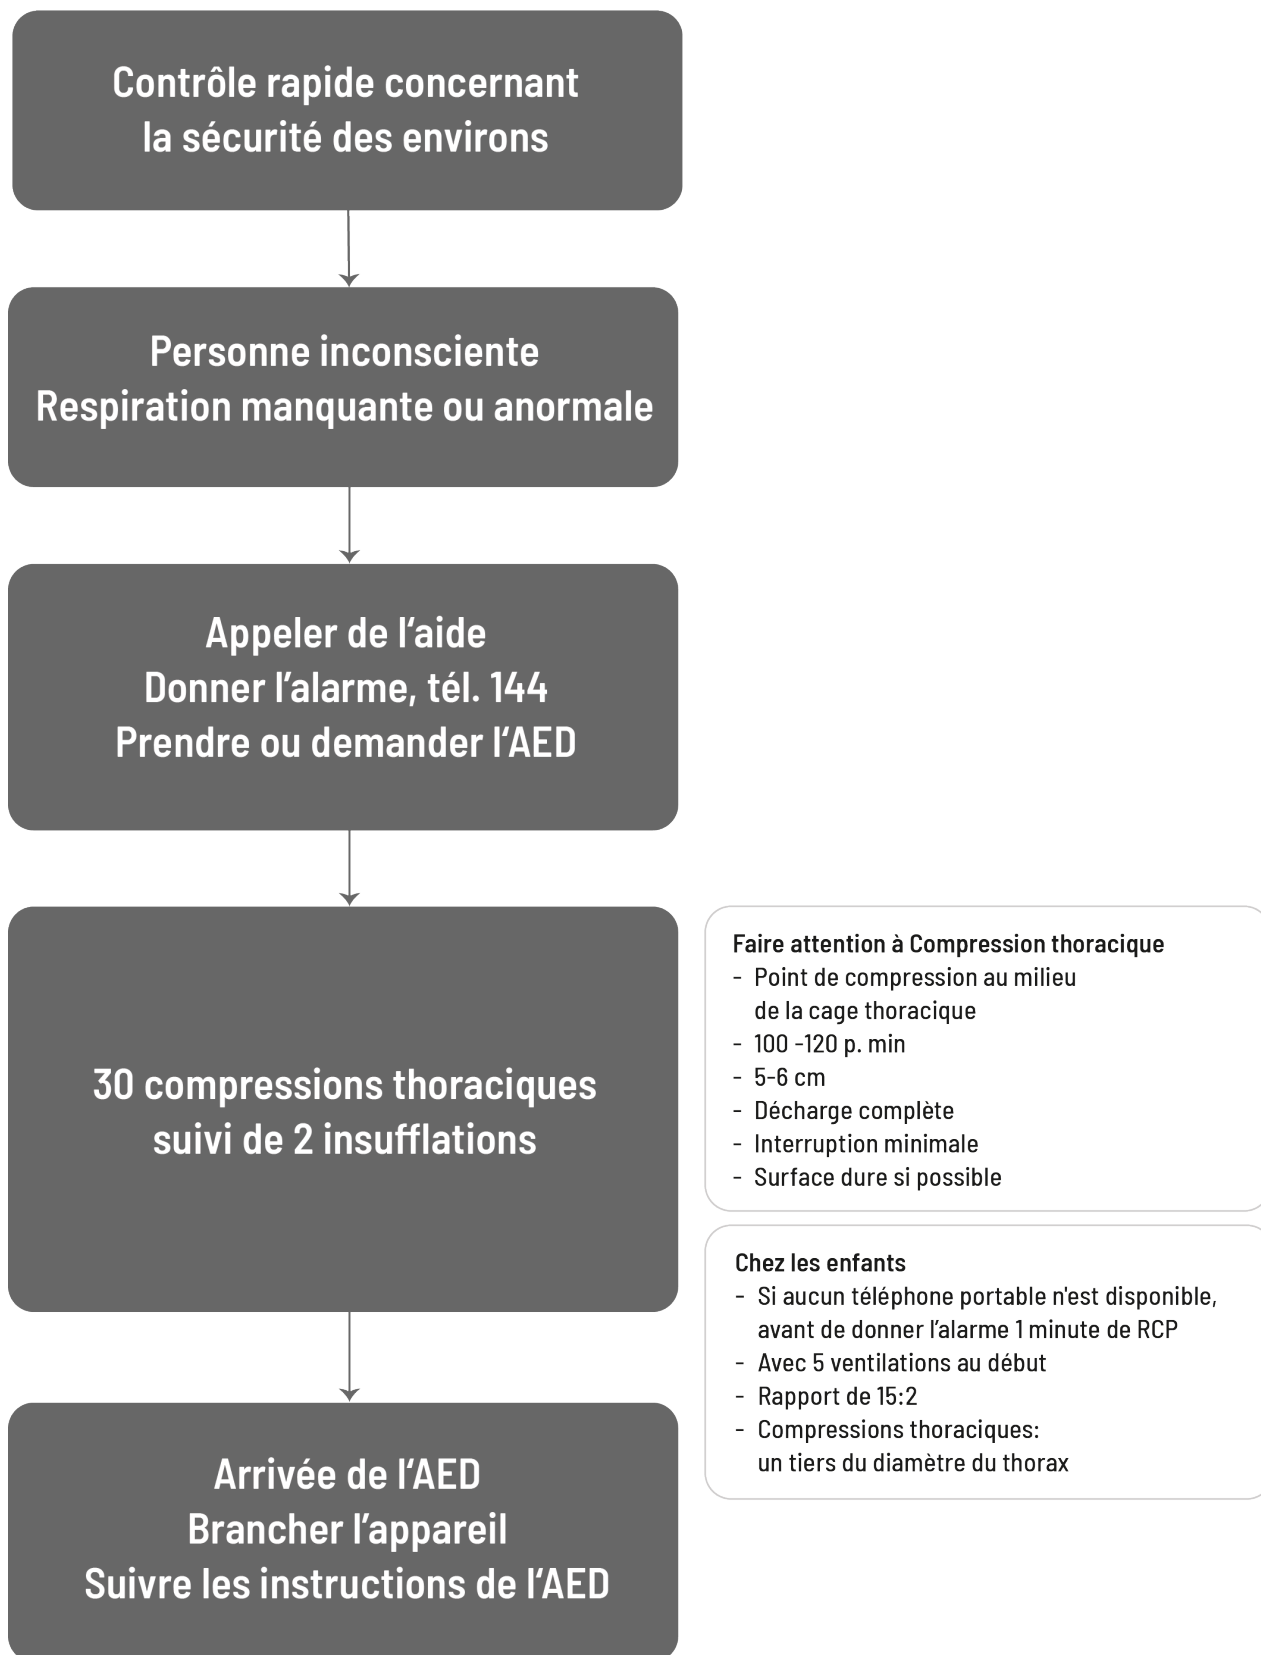 Contrôle rapide concernant
la sécurité des environs
Personne inconsciente
Respiration manquante ou anormale
Appeler de l‘aide
Donner l’alarme, tél. 144
Prendre ou demander l‘AED
30 compressions thoraciques
suivi de 2 insufflations
Faire attention à Compression thoracique
- Point de compression au milieu
de la cage thoracique
- 100 -120 p. min
- 5-6 cm
- Décharge complète
- Interruption minimale
- Surface dure si possible
Chez les enfants
- Si aucun téléphone portable n'est disponible,
avant de donner l’alarme 1 minute de RCP
- Avec 5 ventilations au début
- Rapport de 15:2
- Compressions thoraciques:
un tiers du diamètre du thorax
Arrivée de l‘AED
Brancher l’appareil
Suivre les instructions de l‘AED